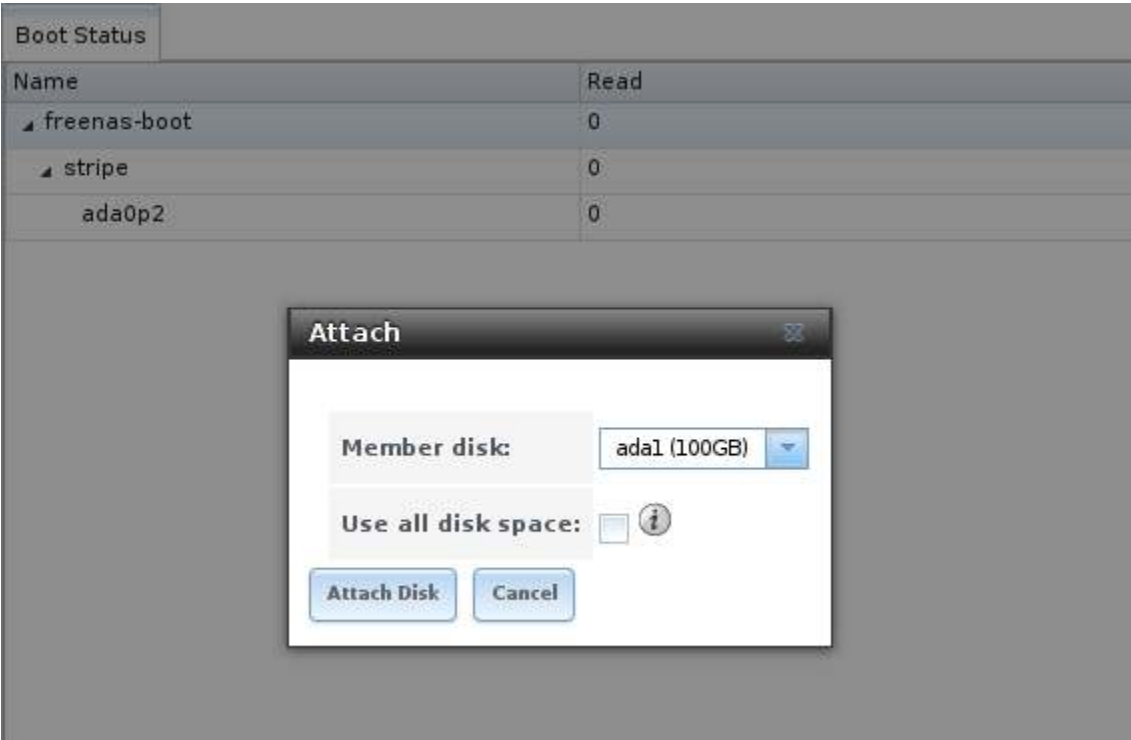 Boot Status
Name Read
freenas-boot 0
stripe 0
ada0p2 0
Attach
Member disk: ada1 (100GB)
Use all disk space: i
Attach Disk Cancel